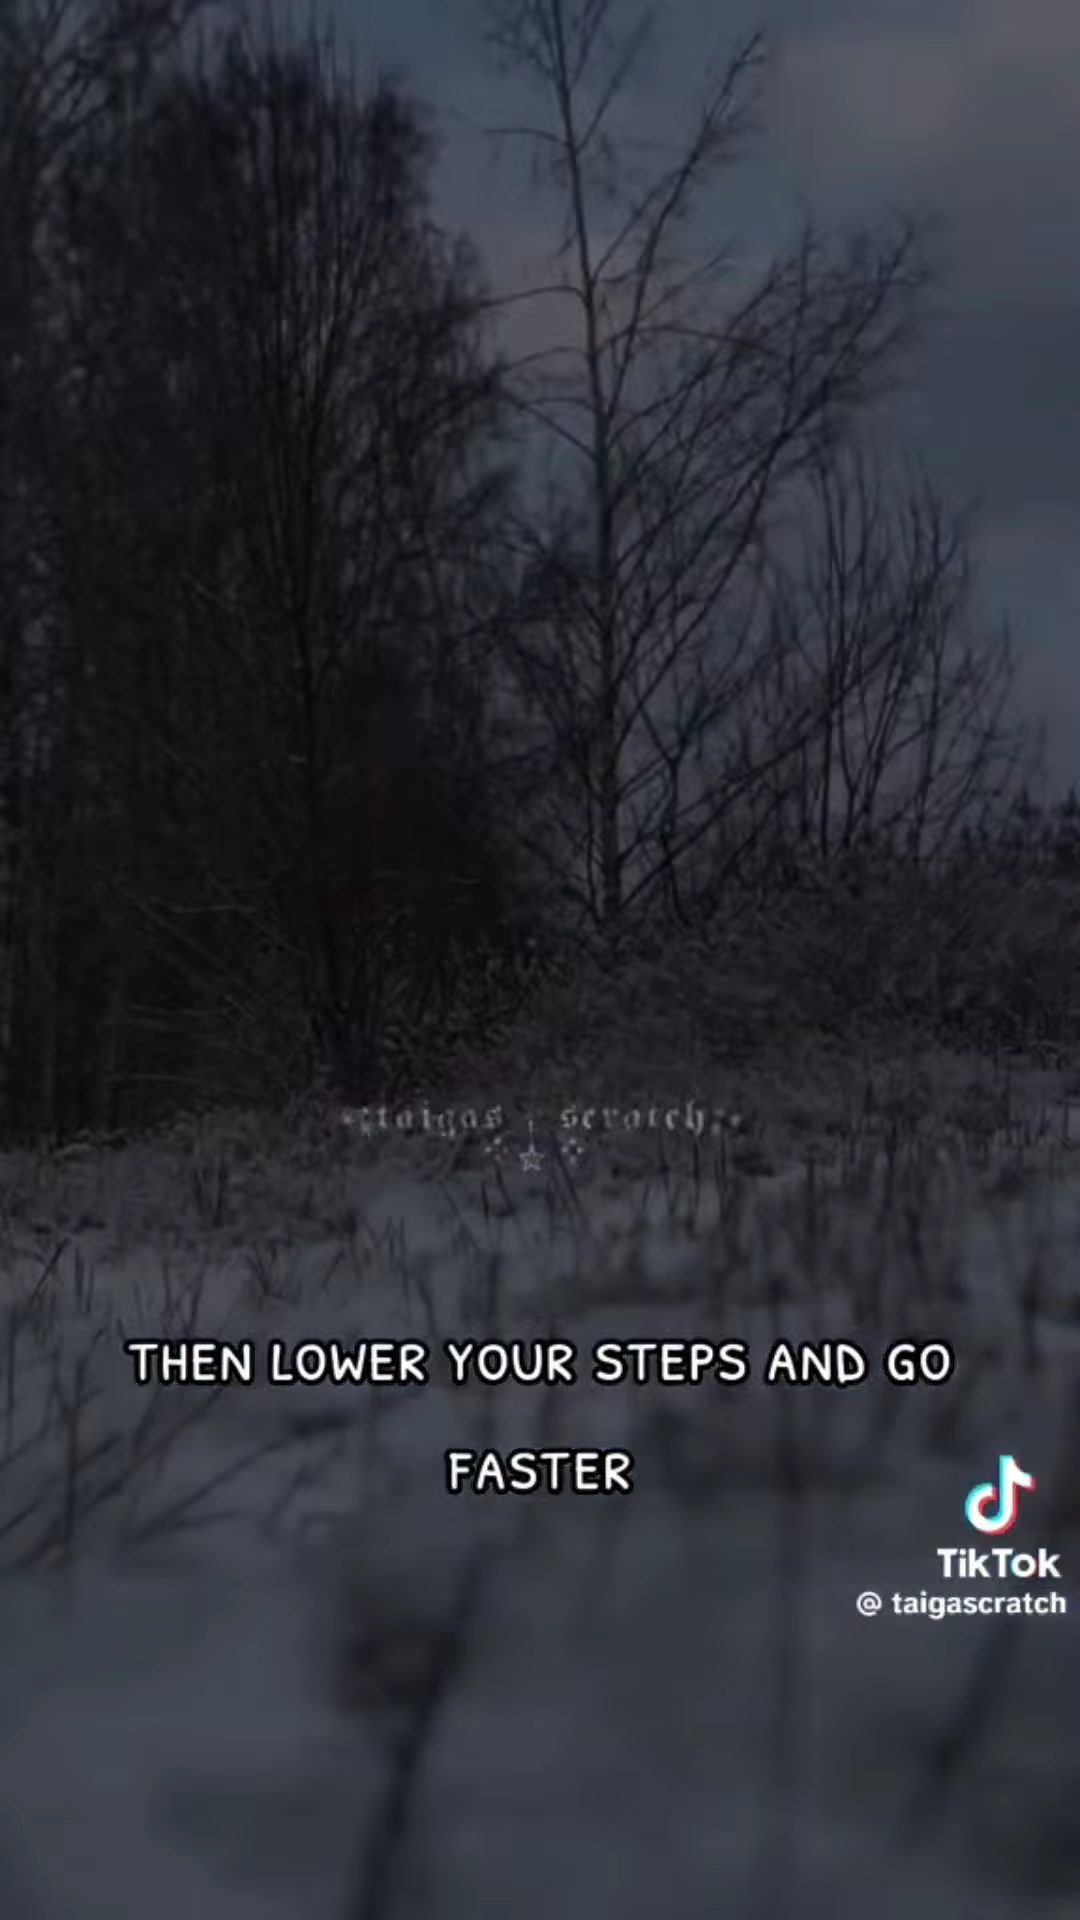 taigas scratch
THEN LOWER YOUR STEPS AND GO
FASTER
TikTok
@ taigascratch